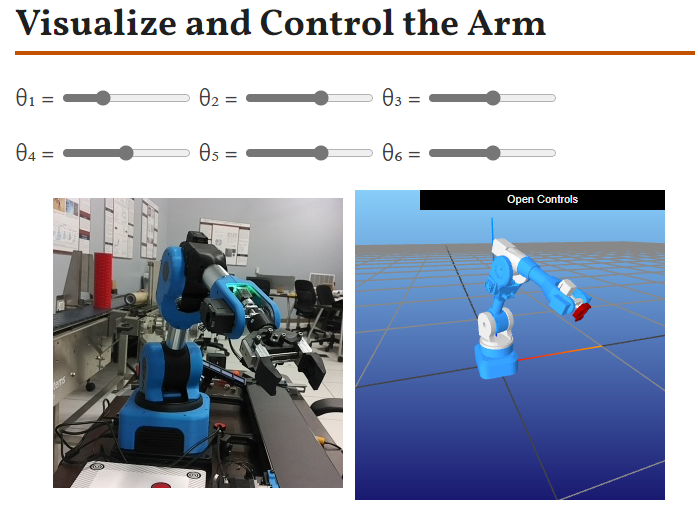 Visualize and Control the Arm
θ₁ = θ₂ = θ₃ =
θ₄ = θ₅ = θ₆ =
Open Controls